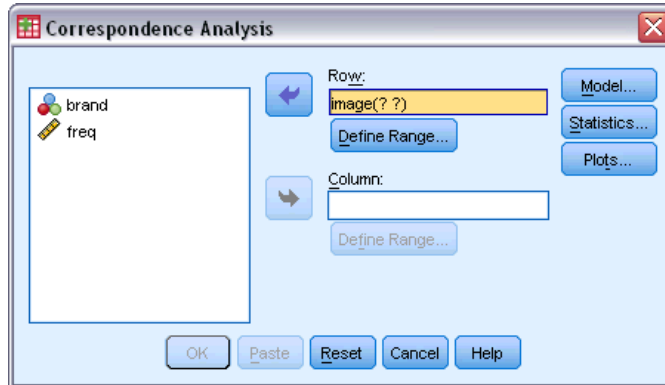 Correspondence Analysis
brand
freq
Row:
image(? ?)
Define Range...
Column:
Define Range...
Model...
Statistics...
Plots...
OK
Paste
Reset
Cancel
Help